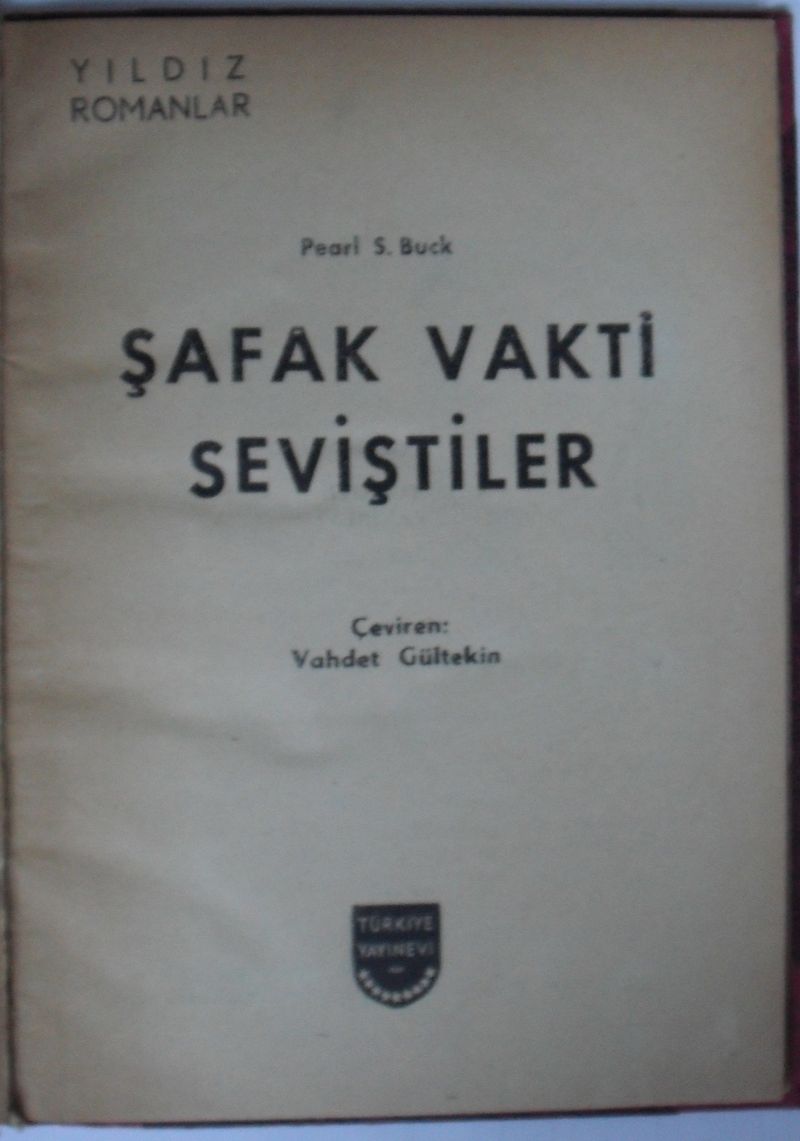 YILDIZ
ROMANLAR
Pearl S. Buck
ŞAFAK VAKTİ
SEVİŞTİLER
Çeviren:
Vahdet Gültekin
TÜRKİYE
YAYINEVİ